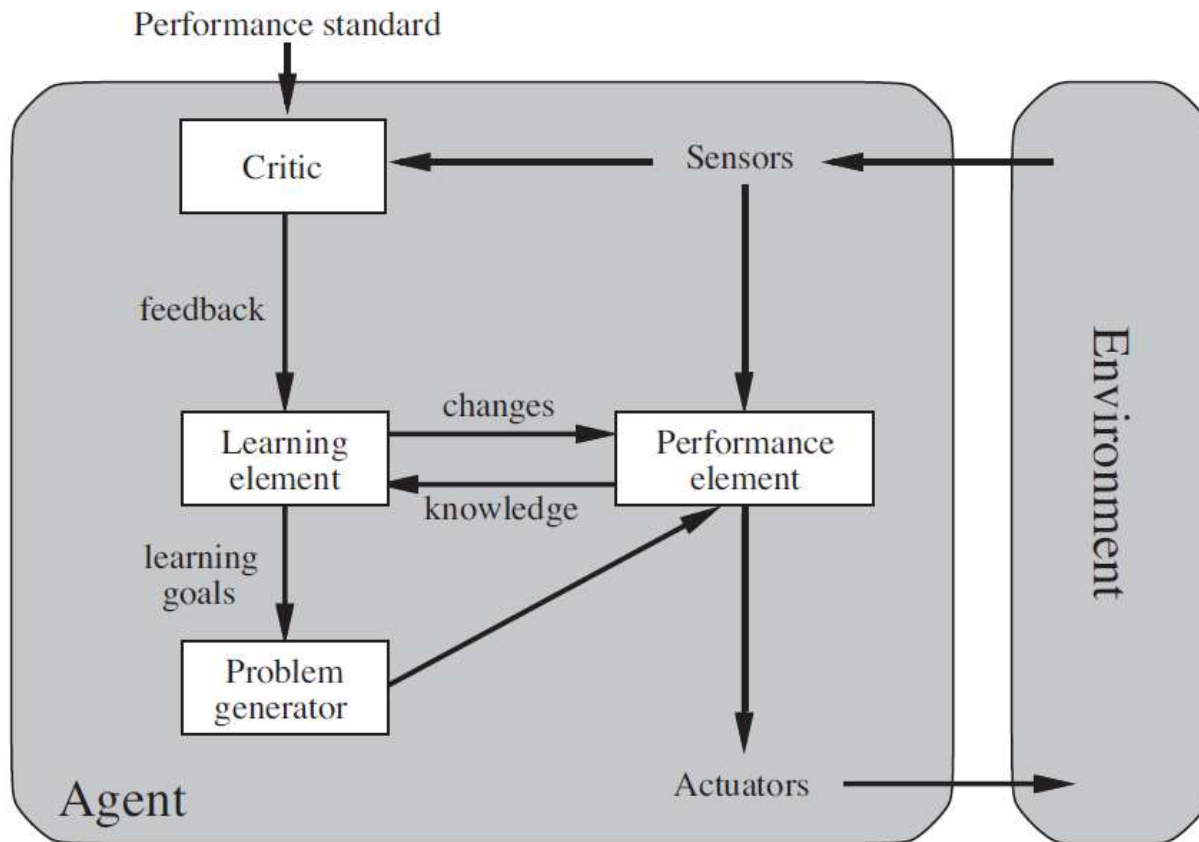 Performance standard
Critic
Sensors
feedback
changes
Learning
element
Performance
element
knowledge
learning
goals
Problem
generator
Agent
Actuators
Environment